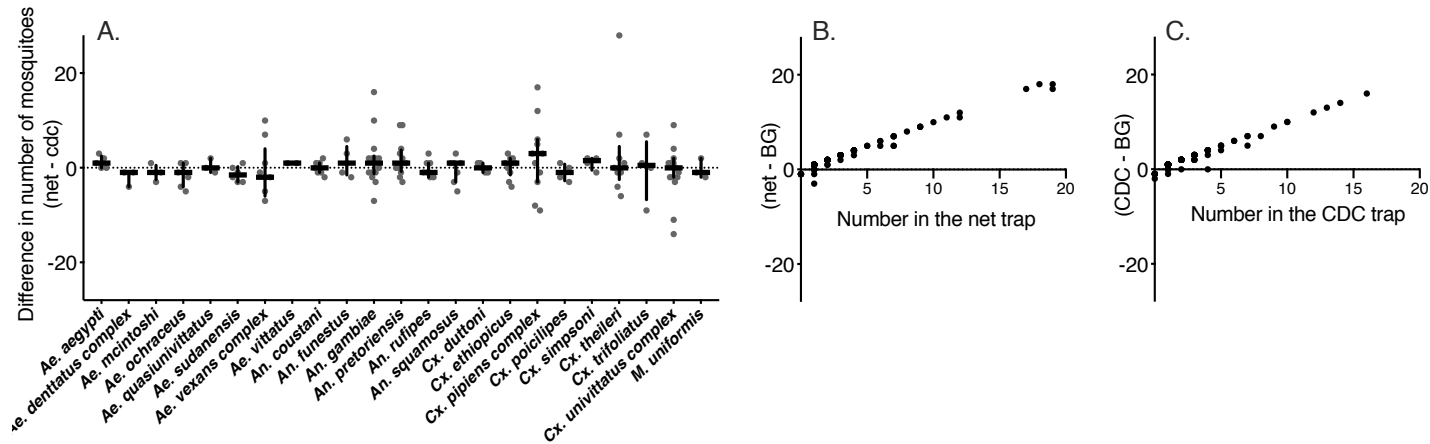 A.
Difference in number of mosquitoes
(net - cdc)
20
0
-20
Ae. aegypti
Ae. denttatus complex
Ae. mcintoshi
Ae. ochraceus
Ae. quasiunivittatus
Ae. sudanensis
Ae. vexans complex
Ae. vittatus
An. coustani
An. funestus
An. gambiae
An. pretoriensis
An. rufipes
An. squamosus
Cx. duttoni
Cx. ethiopicus
Cx. pipiens complex
Cx. poicilipes
Cx. simpsoni
Cx. theileri
Cx. trifoliatus
Cx. univittatus complex
M. uniformis
B.
(net - BG)
20
0
-20
5
10
15
20
Number in the net trap
C.
(CDC - BG)
20
0
-20
5
10
15
20
Number in the CDC trap